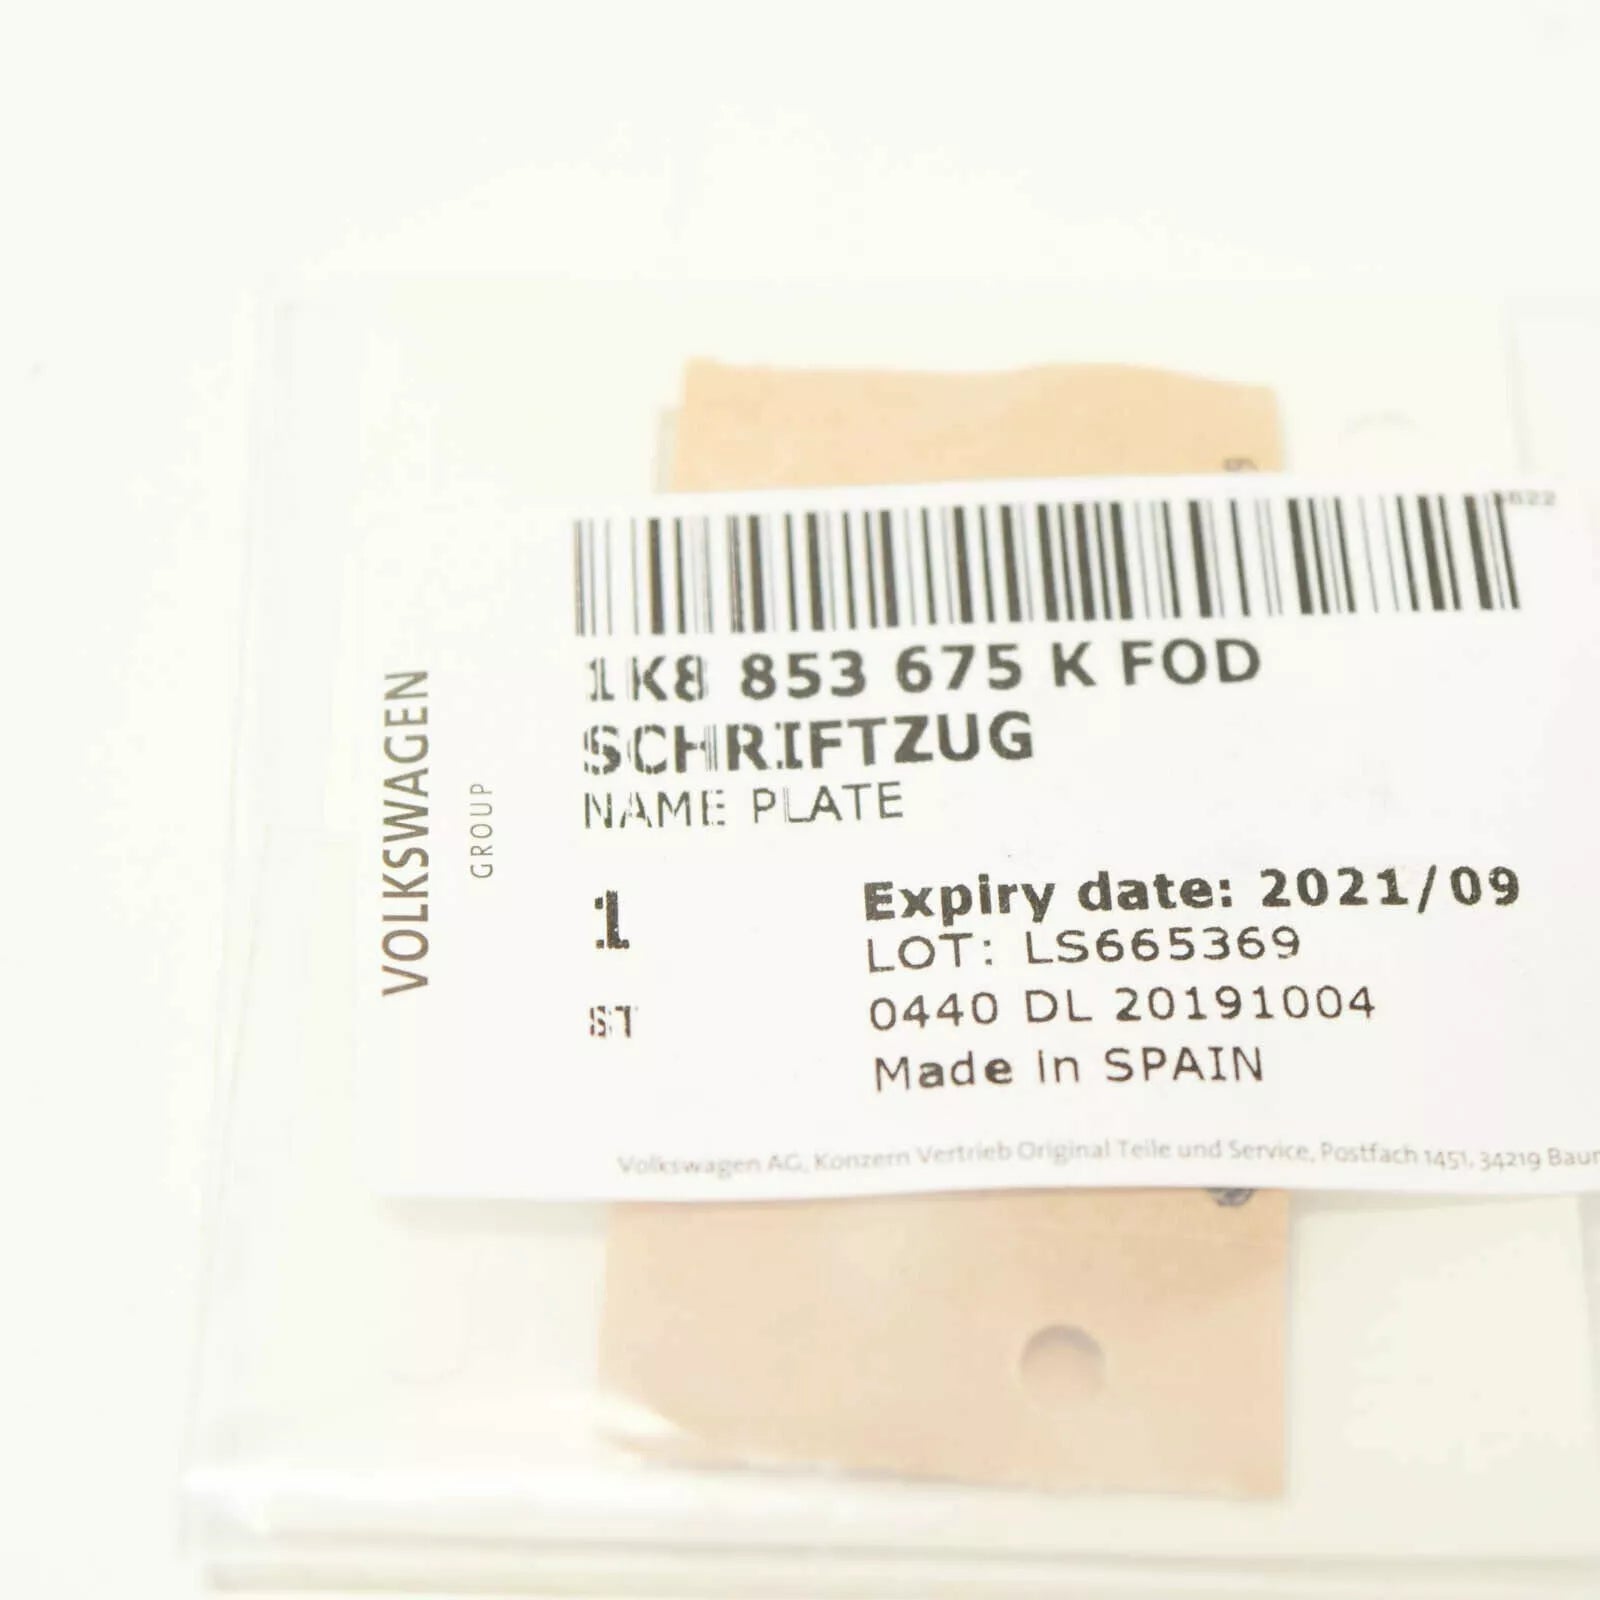 1K8 853 675 K FOD
SCHRIFTZUG
NAME PLATE
VOLKSWAGEN
GROUP
1
ST
Expiry date: 2021/09
LOT: LS665369
0440 DL 20191004
Made in SPAIN
Volkswagen AG, Konzern Vertrieb Original Teile und Service, Postfach 1451, 34219